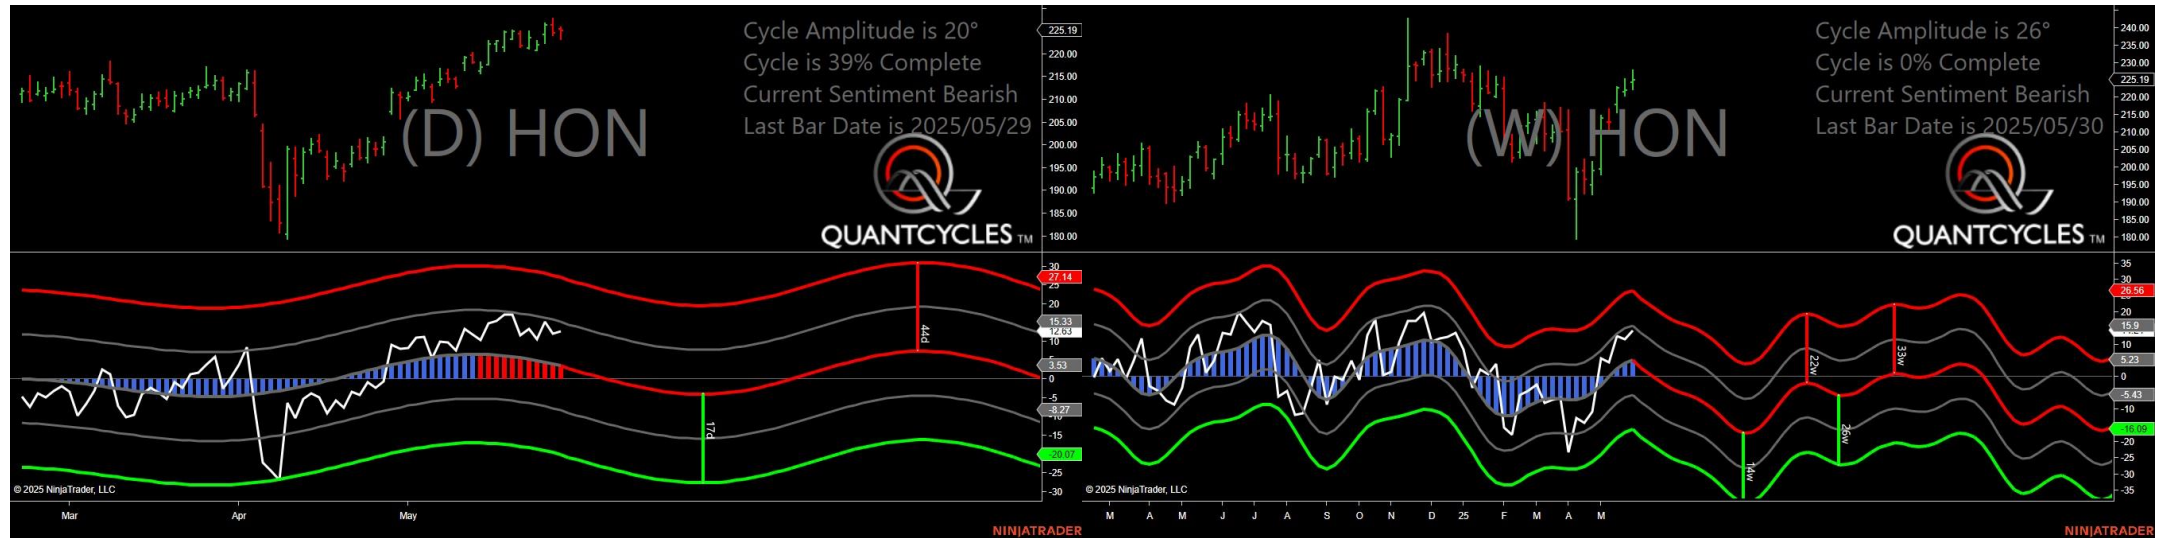 Cycle Amplitude is 20°
Cycle is 39% Complete
Current Sentiment Bearish
Last Bar Date is 2025/05/29
(D) HON
QUANTCYCLES TM
225.19
220.00
215.00
210.00
205.00
200.00
195.00
190.00
185.00
180.00
30
27.14
25
20
15.33
12.63
10
5
3.53
0
-5
-8.27
-15
-20.07
-25
-30
44d
17d
© 2025 NinjaTrader, LLC
Mar
Apr
May
NINJATRADER
Cycle Amplitude is 26°
Cycle is 0% Complete
Current Sentiment Bearish
Last Bar Date is 2025/05/30
(W) HON
QUANTCYCLES TM
240.00
235.00
230.00
225.19
220.00
215.00
210.00
205.00
200.00
195.00
190.00
185.00
180.00
35
30
26.56
20
15.9
10
5.23
0
-5.43
-10
-16.09
-20
-25
-30
-35
22w
33w
14w
26w
© 2025 NinjaTrader, LLC
M A M J J A S O N D 25 F M A M
NINJATRADER